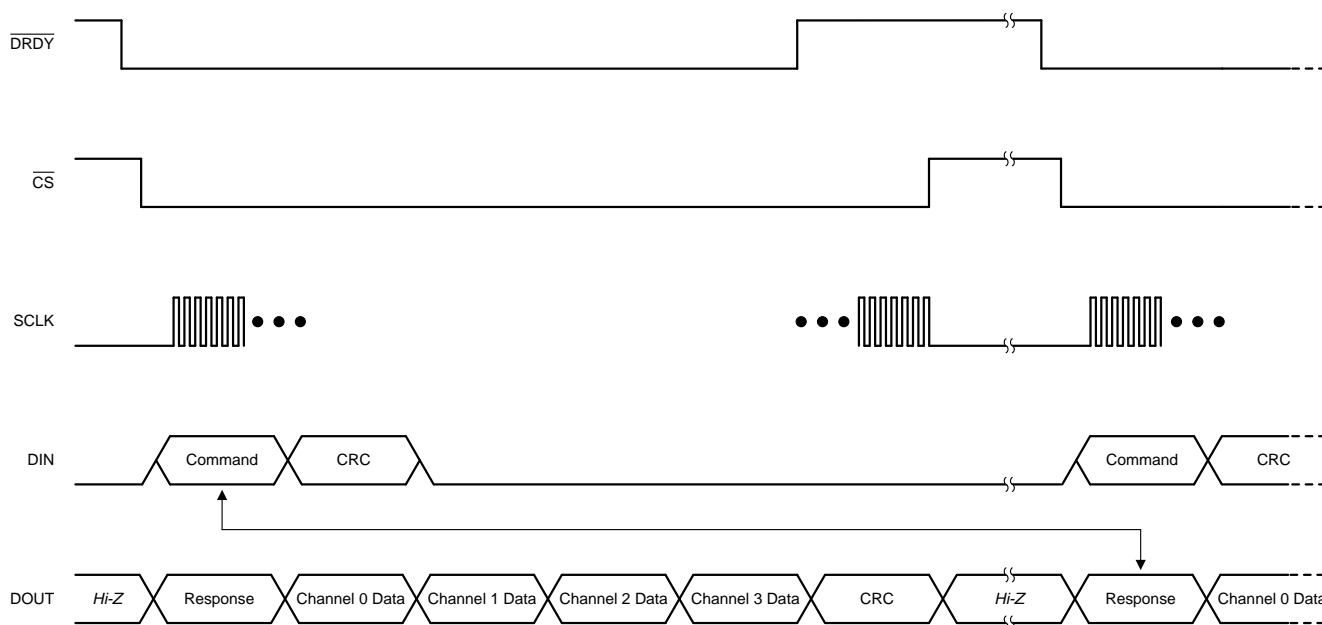 DRDY
CS
SCLK
DIN
Command CRC Command CRC
DOUT
Hi-Z Response Channel 0 Data Channel 1 Data Channel 2 Data Channel 3 Data CRC Hi-Z Response Channel 0 Data